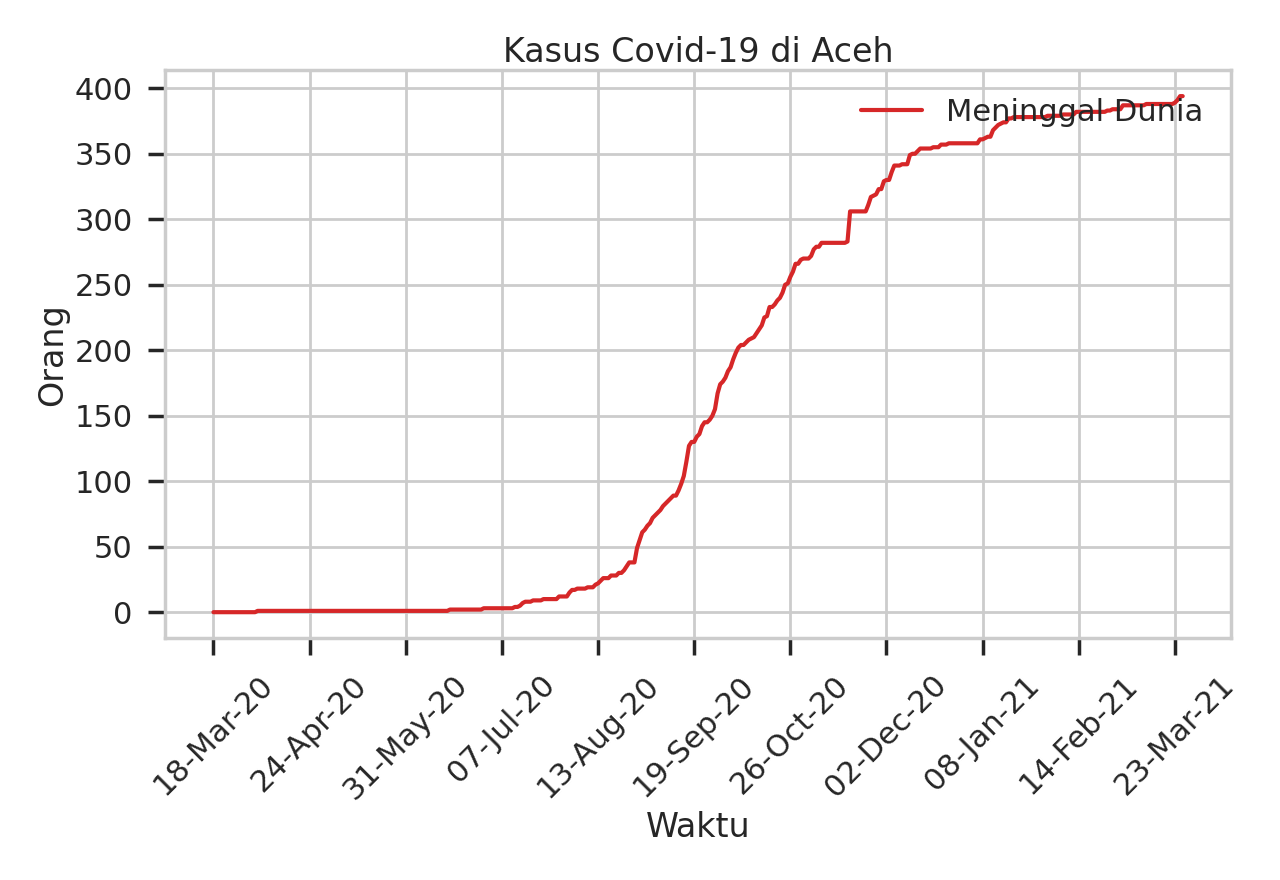 Kasus Covid-19 di Aceh
Meninggal Dunia
400
350
300
250
200
150
100
50
0
Orang
18-Mar-20
24-Apr-20
31-May-20
07-Jul-20
13-Aug-20
19-Sep-20
26-Oct-20
02-Dec-20
08-Jan-21
14-Feb-21
23-Mar-21
Waktu